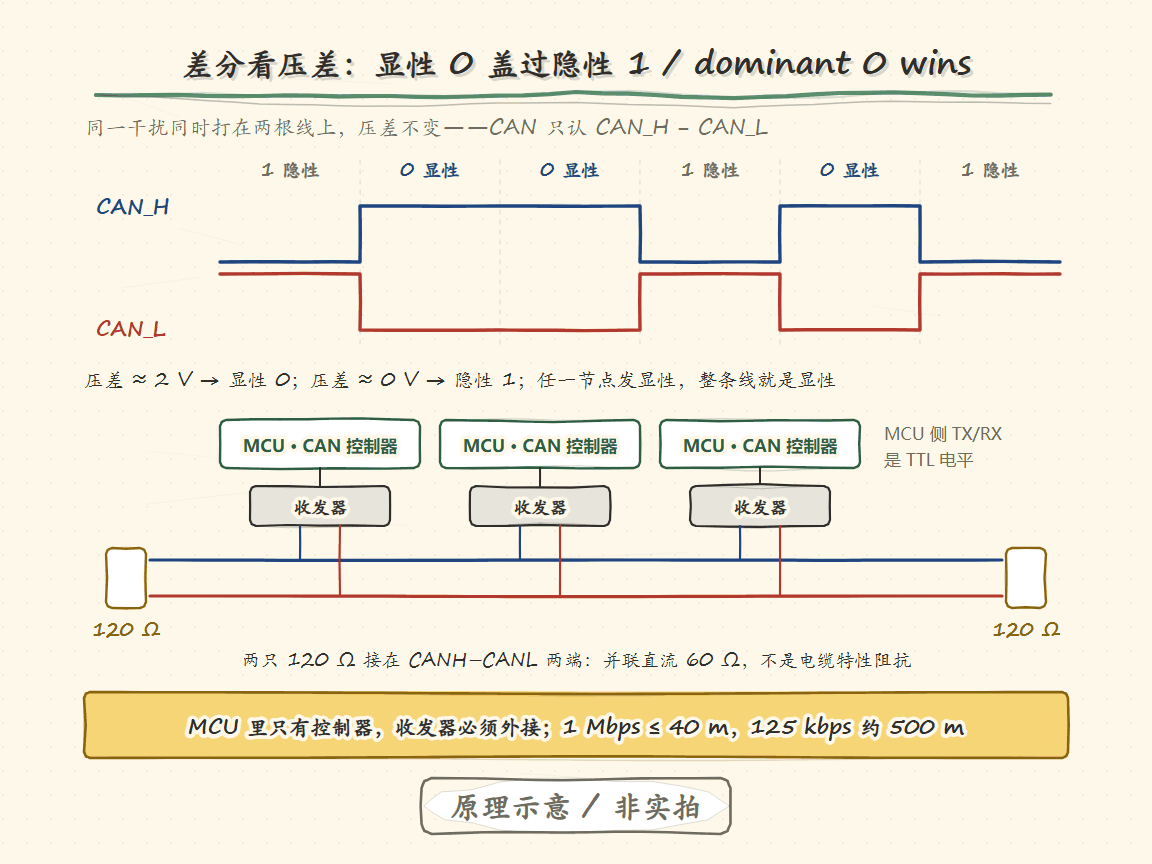 差分看压差：显性 0 盖过隐性 1 / dominant 0 wins
同一干扰同时打在两根线上，压差不变——CAN 只认 CAN_H − CAN_L
1 隐性 0 显性 0 显性 1 隐性 0 显性 1 隐性
CAN_H
CAN_L
压差 ≈ 2 V → 显性 0；压差 ≈ 0 V → 隐性 1；任一节点发显性，整条线就是显性
MCU · CAN 控制器 MCU · CAN 控制器 MCU · CAN 控制器
MCU 侧 TX/RX
是 TTL 电平
收发器 收发器 收发器
120 Ω 120 Ω
两只 120 Ω 接在 CANH–CANL 两端：并联直流 60 Ω，不是电缆特性阻抗
MCU 里只有控制器，收发器必须外接；1 Mbps ≤ 40 m，125 kbps 约 500 m
原理示意 / 非实拍